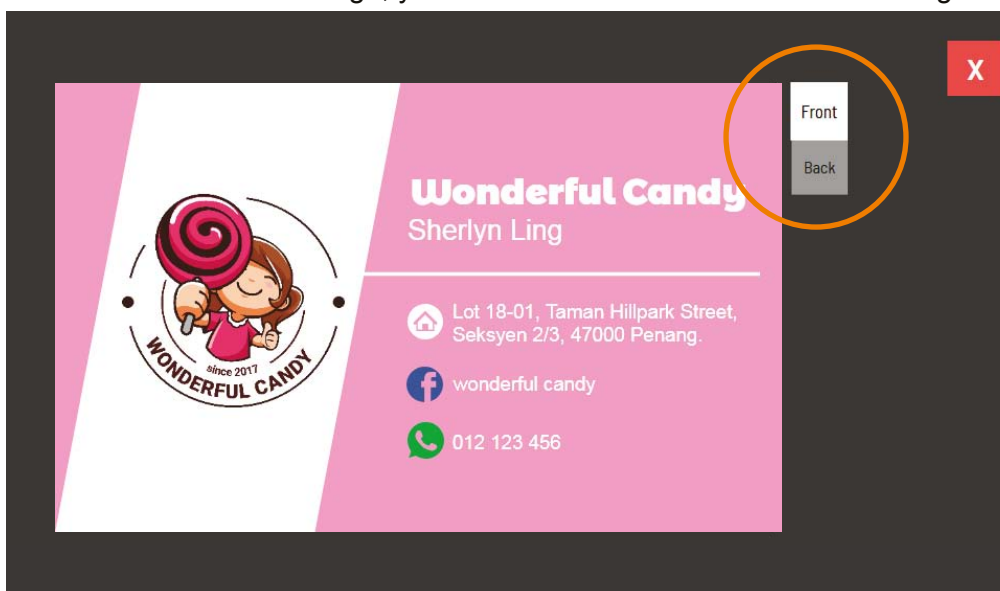 X
Front
Back
Wonderful Candy
Sherlyn Ling
Lot 18-01, Taman Hillpark Street,
Seksyen 2/3, 47000 Penang.
wonderful candy
012 123 456
since 2017
WONDERFUL CANDY